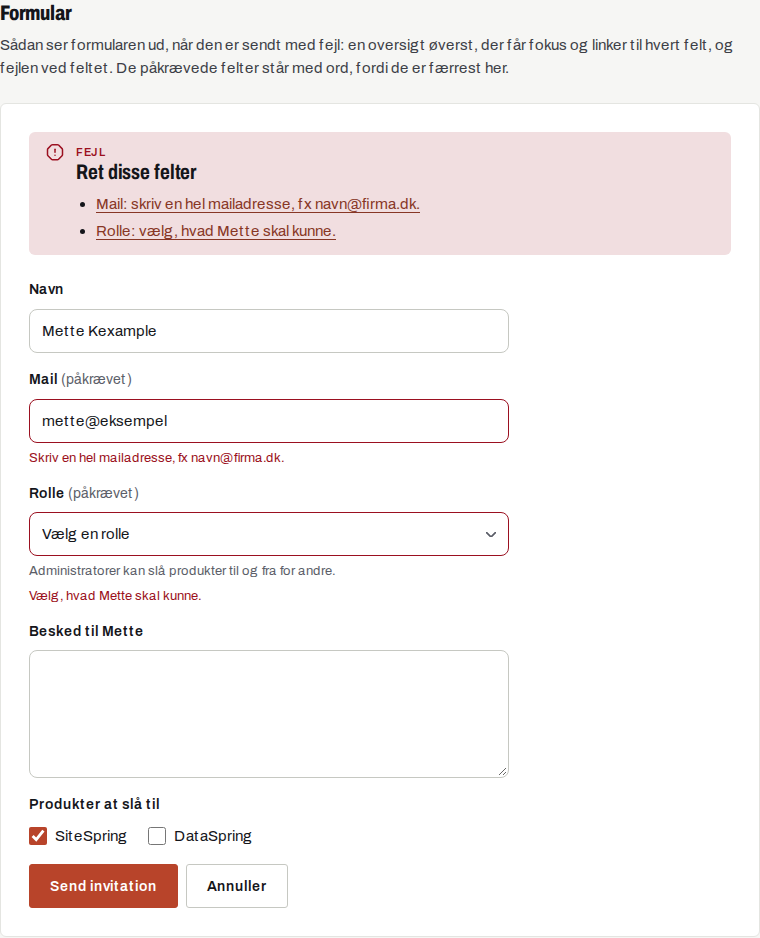 Formular
Sådan ser formularen ud, når den er sendt med fejl: en oversigt øverst, der får fokus og linker til hvert felt, og
fejlen ved feltet. De påkrævede felter står med ord, fordi de er færrest her.
FEJL
Ret disse felter
Mail: skriv en hel mailadresse, fx navn@firma.dk.
Rolle: vælg, hvad Mette skal kunne.
Navn
Mette Kexample
Mail (påkrævet)
mette@eksempel
Skriv en hel mailadresse, fx navn@firma.dk.
Rolle (påkrævet)
Vælg en rolle
Administratorer kan slå produkter til og fra for andre.
Vælg, hvad Mette skal kunne.
Besked til Mette
Produkter at slå til
SiteSpring DataSpring
Send invitation Annuller